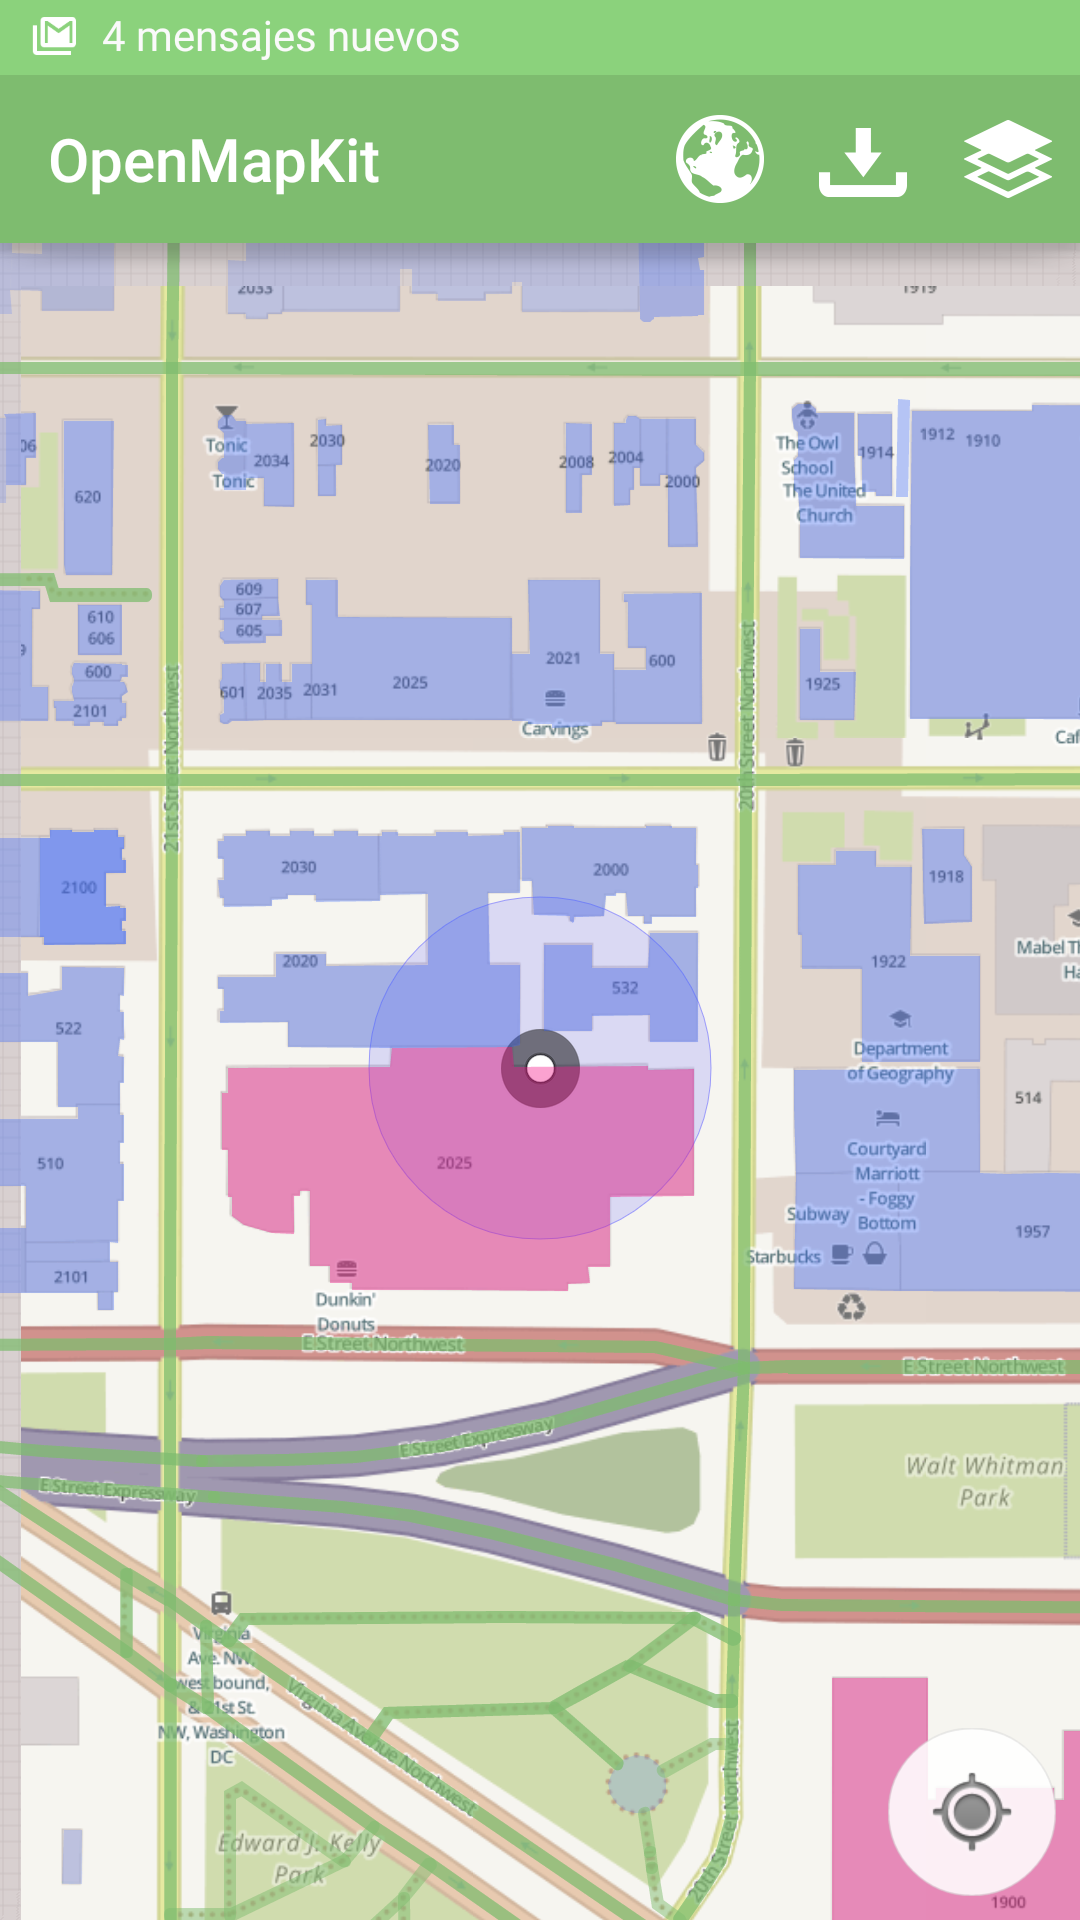 4 mensajes nuevos
OpenMapKit
2033
1919
06
620
Tonic
Tonic
2034
2030
2020
2008
2004
2000
The Owl
School
The United
Church
1914
1912
1910
609
607
605
610
606
600
2101
9
601
2035
2031
2025
2021
600
Carvings
1925
Caf
21st Street Northwest
20th Street Northwest
2100
2030
2000
1918
Mabel Th
Ha
2020
532
1922
522
Department
of Geography
514
510
2025
Courtyard
Marriott
- Foggy
Bottom
Subway
Starbucks
1957
2101
Dunkin'
Donuts
E Street Northwest
E Street Northwest
E Street Expressway
E Street Expressway
Walt Whitman
Park
Virginia
Ave. NW,
westbound,
& 21st St.
NW, Washington
DC
Virginia Avenue Northwest
20th Street Northwest
Edward J. Kelly
Park
1900